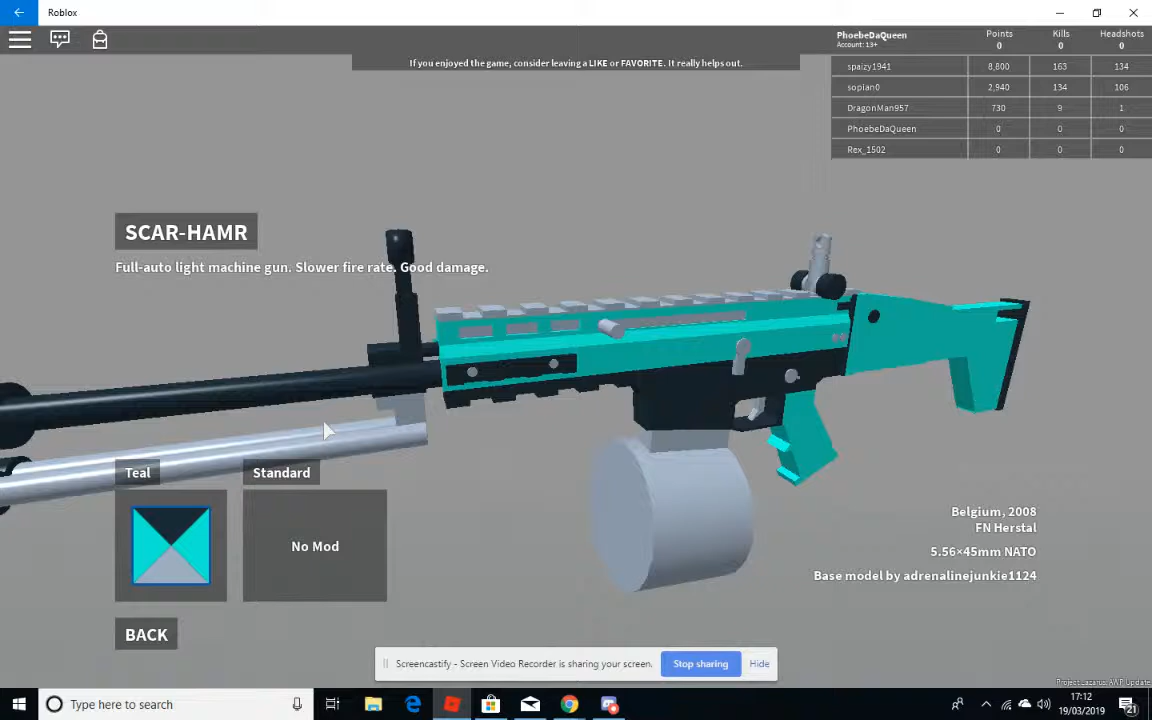 Roblox
If you enjoyed the game, consider leaving a LIKE or FAVORITE. It really helps out.
PhoebeDaQueen Points Kills Headshots
Account: 13+ 0 0 0
spaizy1941 8,800 163 134
sopian0 2,940 134 106
DragonMan957 730 9 1
PhoebeDaQueen 0 0 0
Rex_1502 0 0 0
SCAR-HAMR
Full-auto light machine gun. Slower fire rate. Good damage.
Teal Standard
No Mod
Belgium, 2008
FN Herstal
5.56×45mm NATO
Base model by adrenalinejunkie1124
BACK
Screencastify - Screen Video Recorder is sharing your screen. Stop sharing Hide
Project Lazarus: AWP Update
Type here to search
17:12
19/03/2019
21